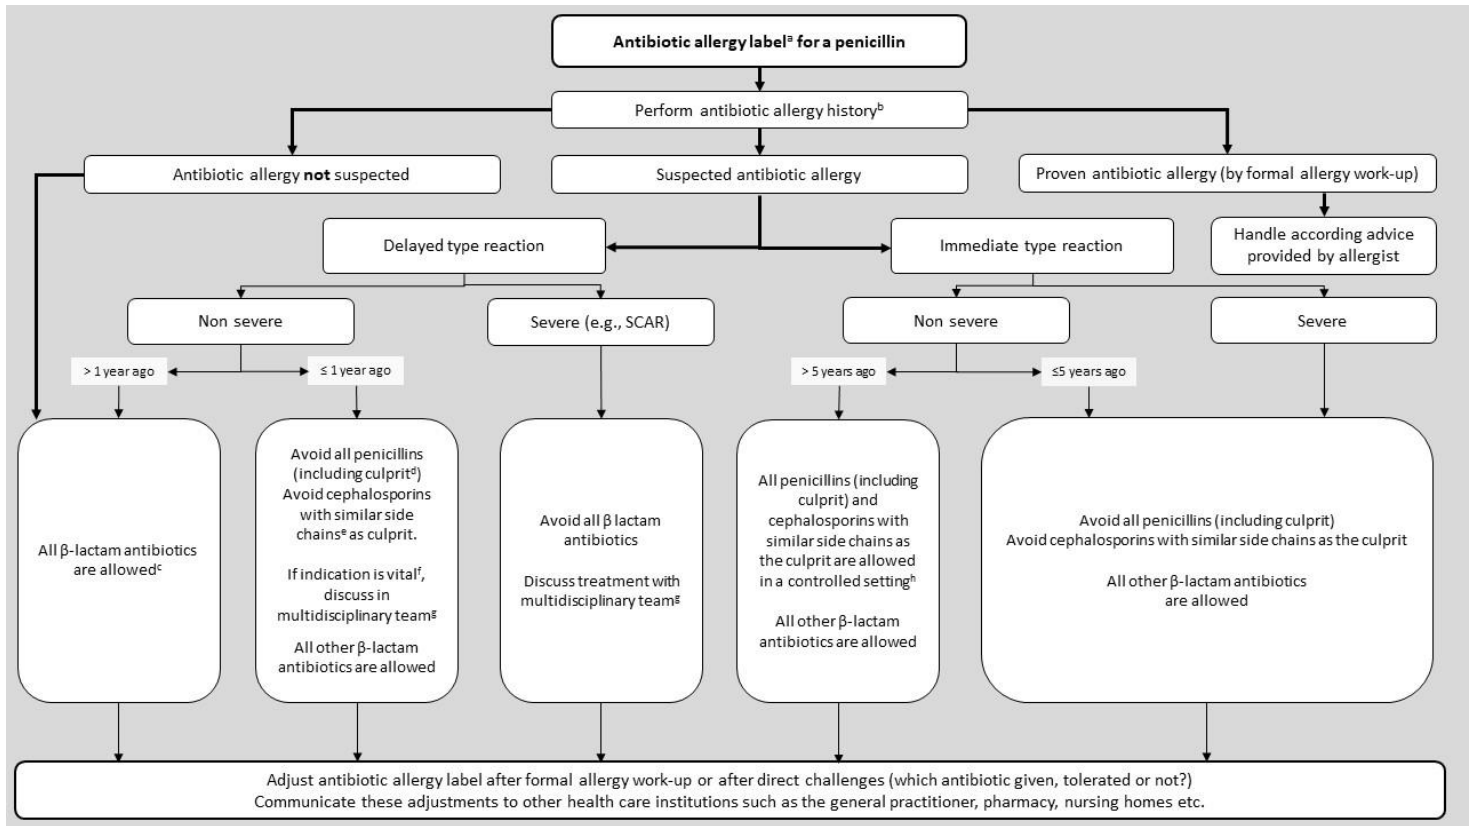 Antibiotic allergy labelᵃ for a penicillin
Perform antibiotic allergy historyᵇ
Antibiotic allergy not suspected
Suspected antibiotic allergy
Proven antibiotic allergy (by formal allergy work-up)
Delayed type reaction
Immediate type reaction
Handle according advice
provided by allergist
Non severe
Severe (e.g., SCAR)
Non severe
Severe
> 1 year ago
≤ 1 year ago
> 5 years ago
≤5 years ago
All β-lactam antibiotics
are allowedᶜ
Avoid all penicillins
(including culpritᵈ)
Avoid cephalosporins
with similar side
chainsᵉ as culprit.
If indication is vitalᶠ,
discuss in
multidisciplinary teamᵍ
All other β-lactam
antibiotics are allowed
Avoid all β lactam
antibiotics
Discuss treatment with
multidisciplinary teamᵍ
All penicillins (including
culprit) and
cephalosporins with
similar side chains as
the culprit are allowed
in a controlled settingʰ
All other β-lactam
antibiotics are allowed
Avoid all penicillins (including culprit)
Avoid cephalosporins with similar side chains as the culprit
All other β-lactam antibiotics
are allowed
Adjust antibiotic allergy label after formal allergy work-up or after direct challenges (which antibiotic given, tolerated or not?)
Communicate these adjustments to other health care institutions such as the general practitioner, pharmacy, nursing homes etc.